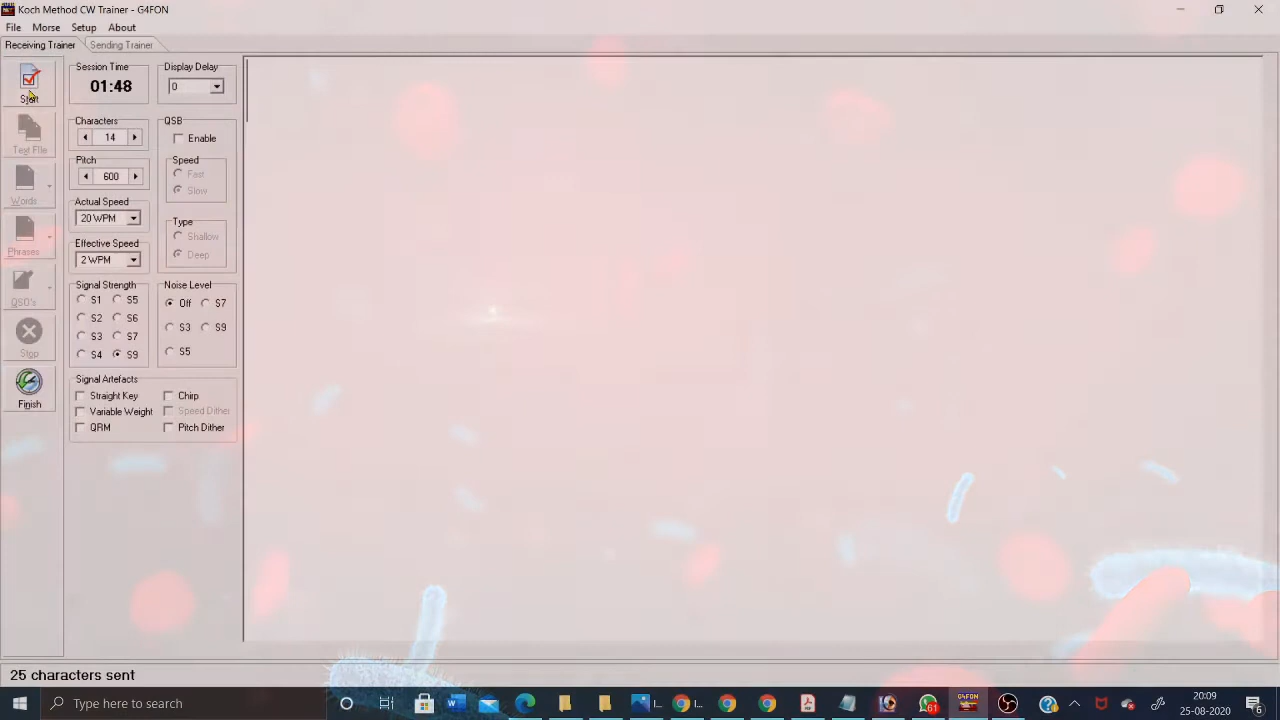 Koch Method CW Trainer - G4FON
File Morse Setup About
Receiving Trainer Sending Trainer
Start
Text File
Words
Phrases
QSO's
Stop
Finish
Session Time
01:48
Characters
14
Pitch
600
Actual Speed
20 WPM
Effective Speed
2 WPM
Signal Strength
S1 S5
S2 S6
S3 S7
S4 S9
Display Delay
0
QSB
Enable
Speed
Fast
Slow
Type
Shallow
Deep
Noise Level
Off S7
S3 S9
S5
Signal Artefacts
Straight Key Chirp
Variable Weight Speed Dither
QRM Pitch Dither
25 characters sent
Type here to search
G4FON
61
20:09
25-08-2020
6